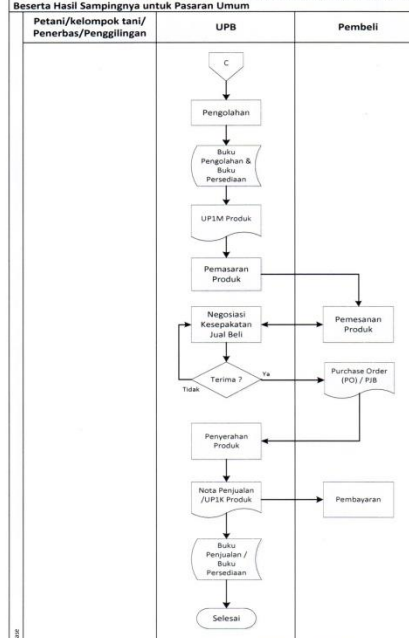 Beserta Hasil Sampingnya untuk Pasaran Umum
Petani/kelompok tani/
Penerbas/Penggilingan
UPB
Pembeli
C
Pengolahan
Buku
Pengolahan &
Buku
Persediaan
UP1M Produk
Pemasaran
Produk
Negosiasi
Kesepakatan
Jual Beli
Pemesanan
Produk
Terima ?
Ya
Tidak
Purchase Order
(PO) / PJB
Penyerahan
Produk
Nota Penjualan
/UP1K Produk
Pembayaran
Buku
Penjualan /
Buku
Persediaan
Selesai